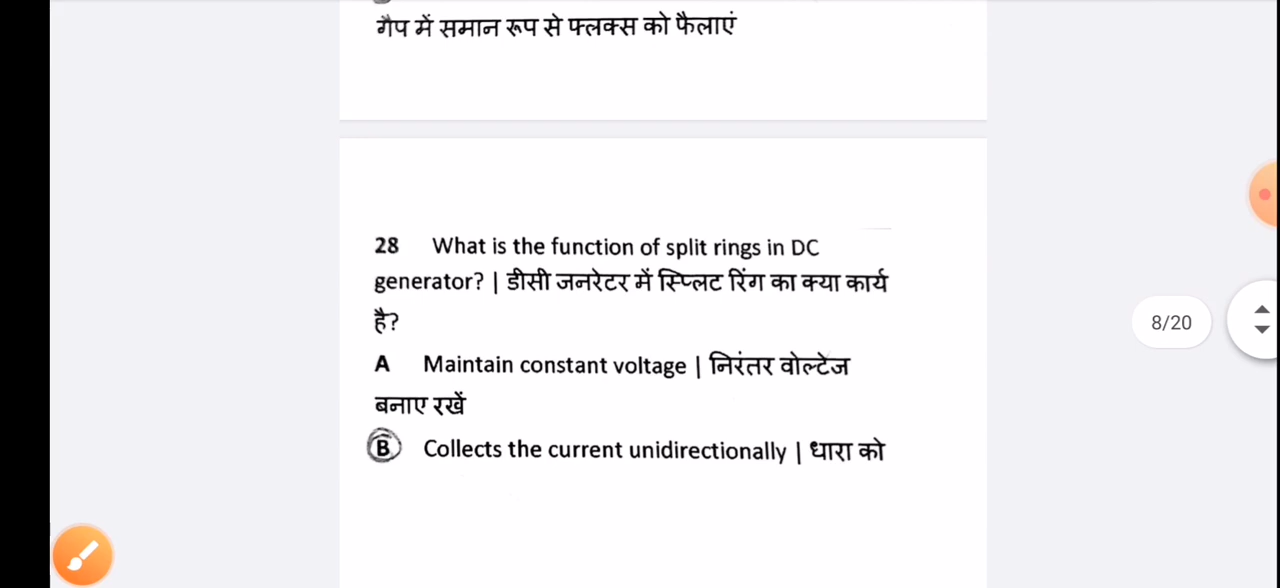 गैप में समान रूप से फ्लक्स को फैलाएं
28 What is the function of split rings in DC
generator? | डीसी जनरेटर में स्प्लिट रिंग का क्या कार्य
है?
A Maintain constant voltage | निरंतर वोल्टेज
बनाए रखें
B Collects the current unidirectionally | धारा को
8/20